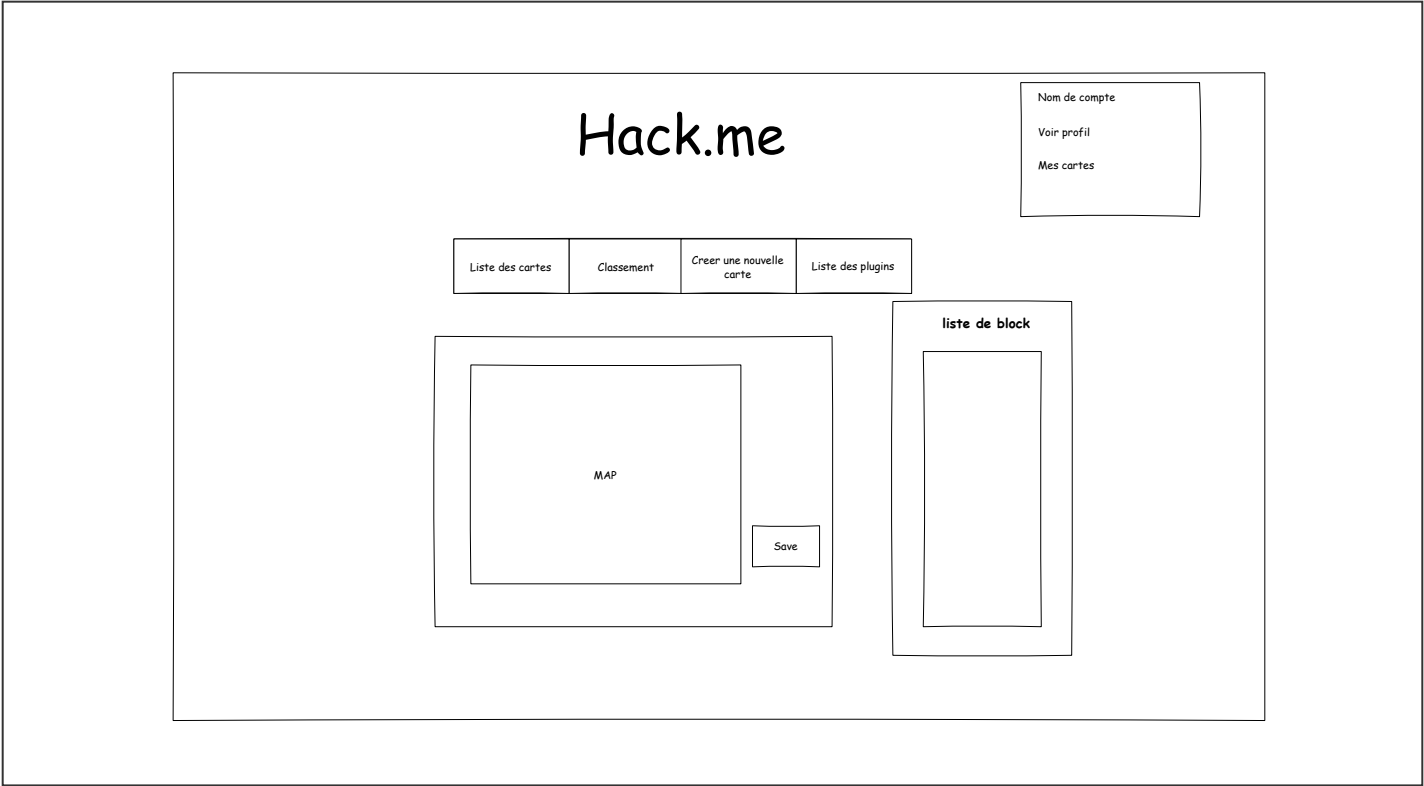 Hack.me
Nom de compte
Voir profil
Mes cartes
Liste des cartes
Classement
Creer une nouvelle
carte
Liste des plugins
liste de block
MAP
Save